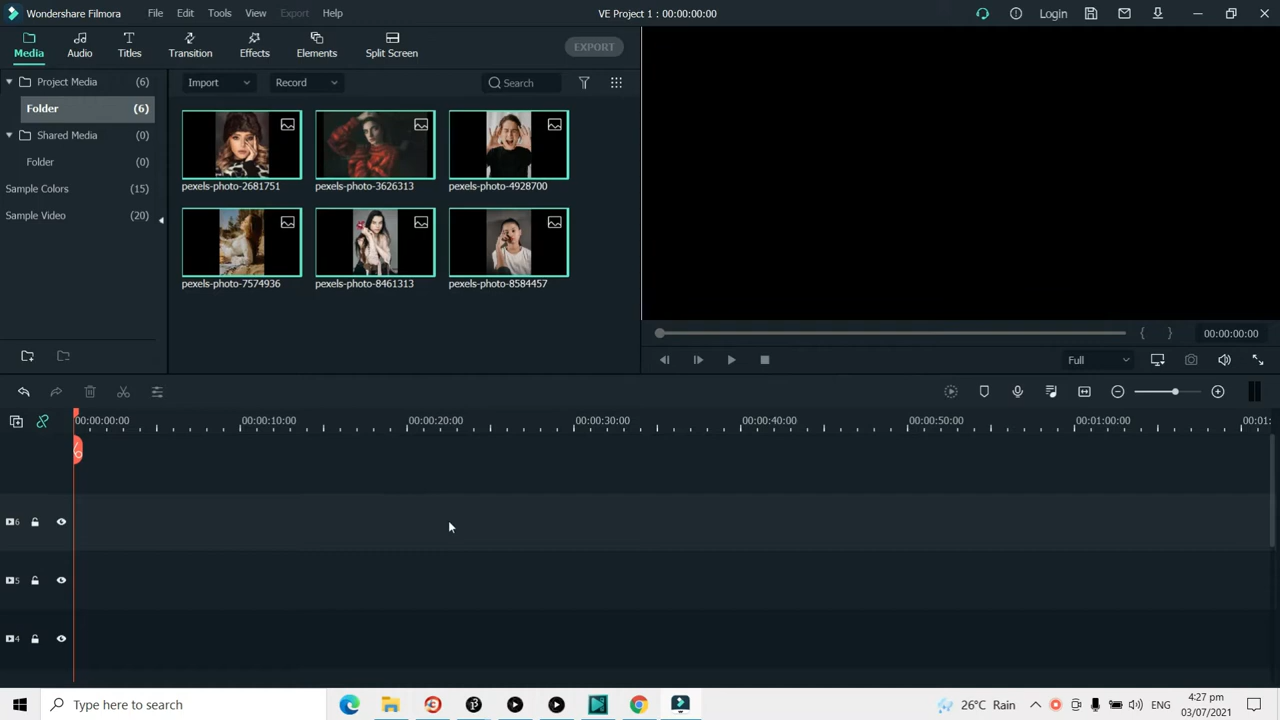 Wondershare Filmora File Edit Tools View Export Help VE Project 1 : 00:00:00:00 Login
Media Audio Titles Transition Effects Elements Split Screen EXPORT
Project Media (6)
Folder (6)
Shared Media (0)
Folder (0)
Sample Colors (15)
Sample Video (20)
Import Record Search
pexels-photo-2681751 pexels-photo-3626313 pexels-photo-4928700
pexels-photo-7574936 pexels-photo-8461313 pexels-photo-8584457
00:00:00:00
Full
00:00:00:00 00:00:10:00 00:00:20:00 00:00:30:00 00:00:40:00 00:00:50:00 00:01:00:00 00:01:
6
5
4
Type here to search
26°C Rain ENG
4:27 pm
03/07/2021